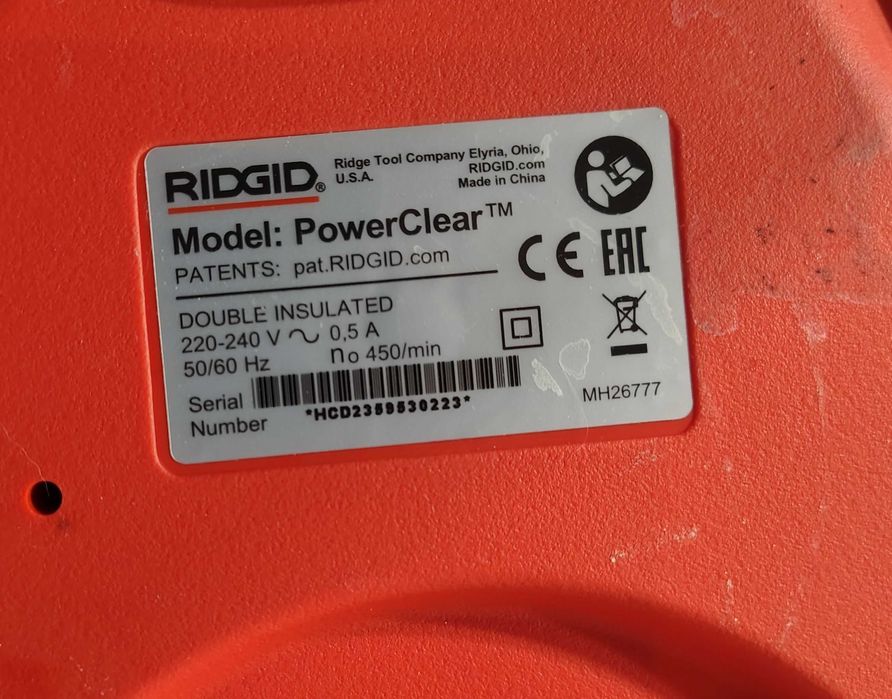 RIDGID®
Ridge Tool Company Elyria, Ohio,
U.S.A. RIDGID.com
Made in China
Model: PowerClear™
PATENTS: pat.RIDGID.com
CE EAC
DOUBLE INSULATED
220-240 V ~ 0,5 A
50/60 Hz no 450/min
Serial
Number
*HCD2359530223*
MH26777